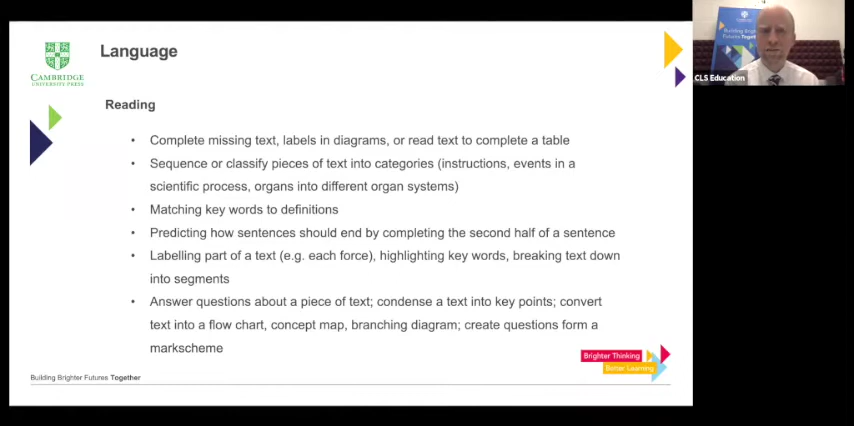 Language
CAMBRIDGE
UNIVERSITY PRESS
Reading
• Complete missing text, labels in diagrams, or read text to complete a table
• Sequence or classify pieces of text into categories (instructions, events in a
scientific process, organs into different organ systems)
• Matching key words to definitions
• Predicting how sentences should end by completing the second half of a sentence
• Labelling part of a text (e.g. each force), highlighting key words, breaking text down
into segments
• Answer questions about a piece of text; condense a text into key points; convert
text into a flow chart, concept map, branching diagram; create questions form a
markscheme
Brighter Thinking
Better Learning
Building Brighter Futures Together
Building Brigh
Futures Together
CLS Education